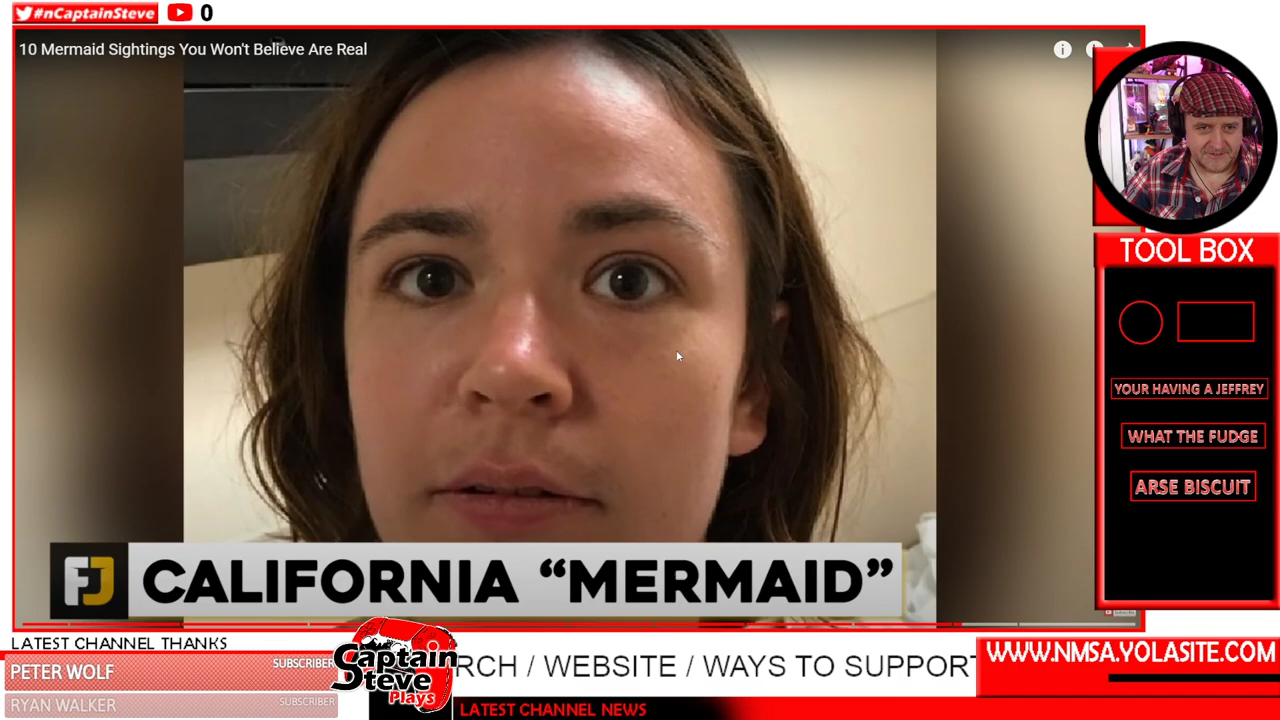 #nCaptainSteve
0
10 Mermaid Sightings You Won't Believe Are Real
TOOL BOX
YOUR HAVING A JEFFREY
WHAT THE FUDGE
ARSE BISCUIT
FJ
CALIFORNIA “MERMAID”
LATEST CHANNEL THANKS
PETER WOLF
SUBSCRIBER
RYAN WALKER
SUBSCRIBER
Captain
Steve
Plays
RCH / WEBSITE / WAYS TO SUPPORT
WWW.NMSA.YOLASITE.COM
LATEST CHANNEL NEWS